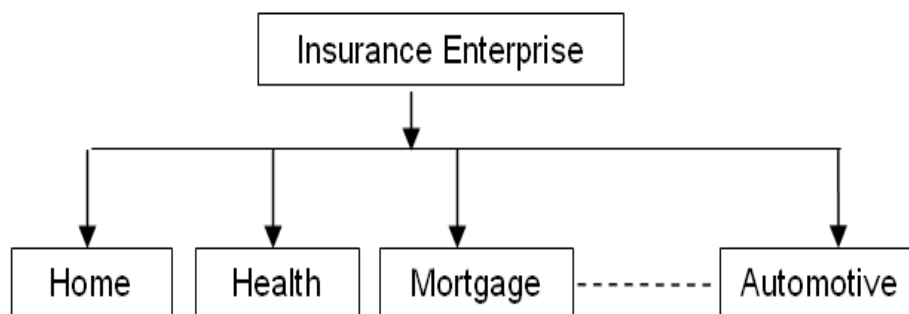 Insurance Enterprise
Home
Health
Mortgage
Automotive